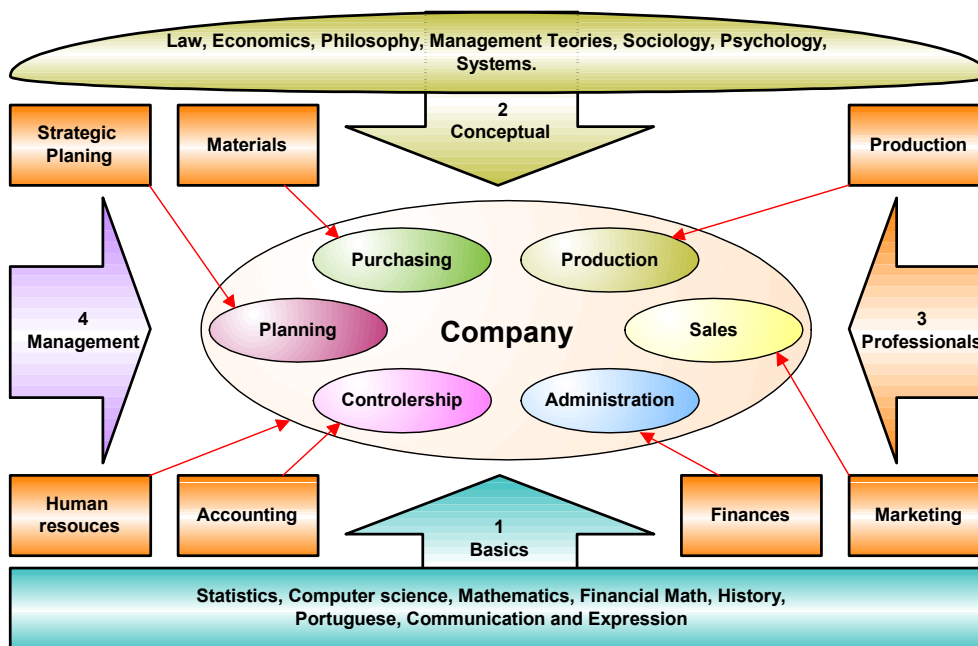 Law, Economics, Philosophy, Management Teories, Sociology, Psychology,
Systems.
2
Conceptual
Strategic
Planing
Materials
Production
Purchasing
Production
4
Management
Planning
Company
Sales
3
Professionals
Controlership
Administration
Human
resouces
Accounting
1
Basics
Finances
Marketing
Statistics, Computer science, Mathematics, Financial Math, History,
Portuguese, Communication and Expression